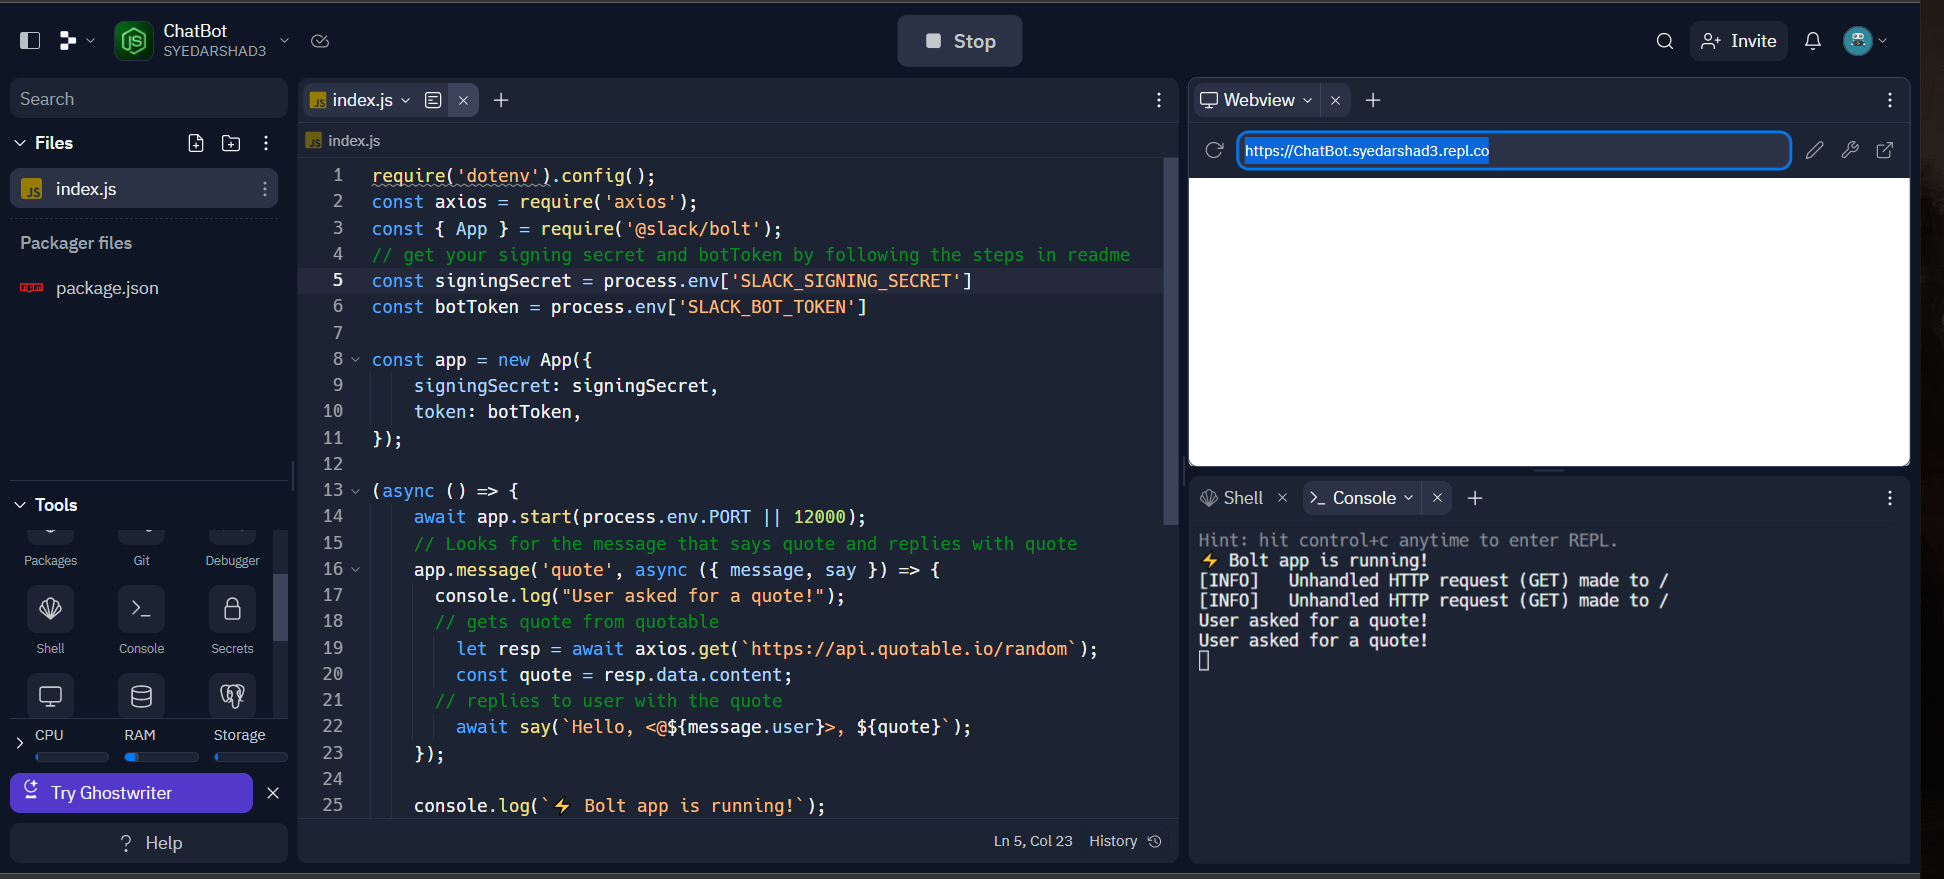 ChatBot
SYEDARSHAD3
Stop
Invite
Search
Files
index.js
Packager files
package.json
Tools
Packages
Git
Debugger
Shell
Console
Secrets
CPU
RAM
Storage
Try Ghostwriter
? Help
JS index.js
JS index.js
1 require('dotenv').config();
2 const axios = require('axios');
3 const { App } = require('@slack/bolt');
4 // get your signing secret and botToken by following the steps in readme
5 const signingSecret = process.env['SLACK_SIGNING_SECRET']
6 const botToken = process.env['SLACK_BOT_TOKEN']
7
8 const app = new App({
9 signingSecret: signingSecret,
10 token: botToken,
11 });
12
13 (async () => {
14 await app.start(process.env.PORT || 12000);
15 // Looks for the message that says quote and replies with quote
16 app.message('quote', async ({ message, say }) => {
17 console.log("User asked for a quote!");
18 // gets quote from quotable
19 let resp = await axios.get(`https://api.quotable.io/random`);
20 const quote = resp.data.content;
21 // replies to user with the quote
22 await say(`Hello, <@${message.user}>, ${quote}`);
23 });
24
25 console.log(`⚡ Bolt app is running!`);
Ln 5, Col 23 History
Webview
https://ChatBot.syedarshad3.repl.co
Shell
Console
Hint: hit control+c anytime to enter REPL.
⚡ Bolt app is running!
[INFO] Unhandled HTTP request (GET) made to /
[INFO] Unhandled HTTP request (GET) made to /
User asked for a quote!
User asked for a quote!